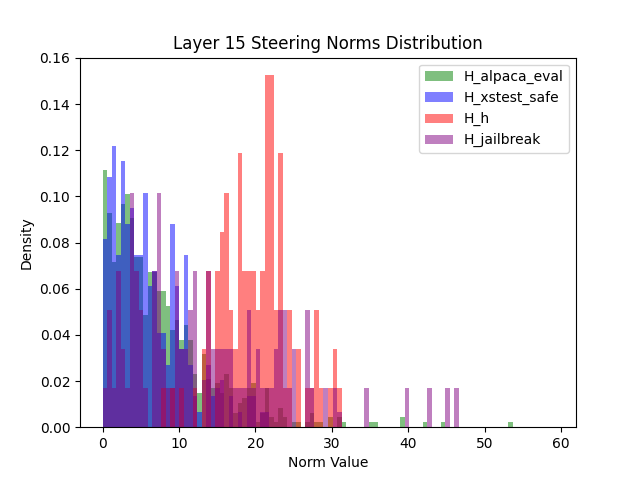 Layer 15 Steering Norms Distribution
0.16
0.14
0.12
0.10
0.08
0.06
0.04
0.02
0.00
Density
H_alpaca_eval
H_xstest_safe
H_h
H_jailbreak
0 10 20 30 40 50 60
Norm Value